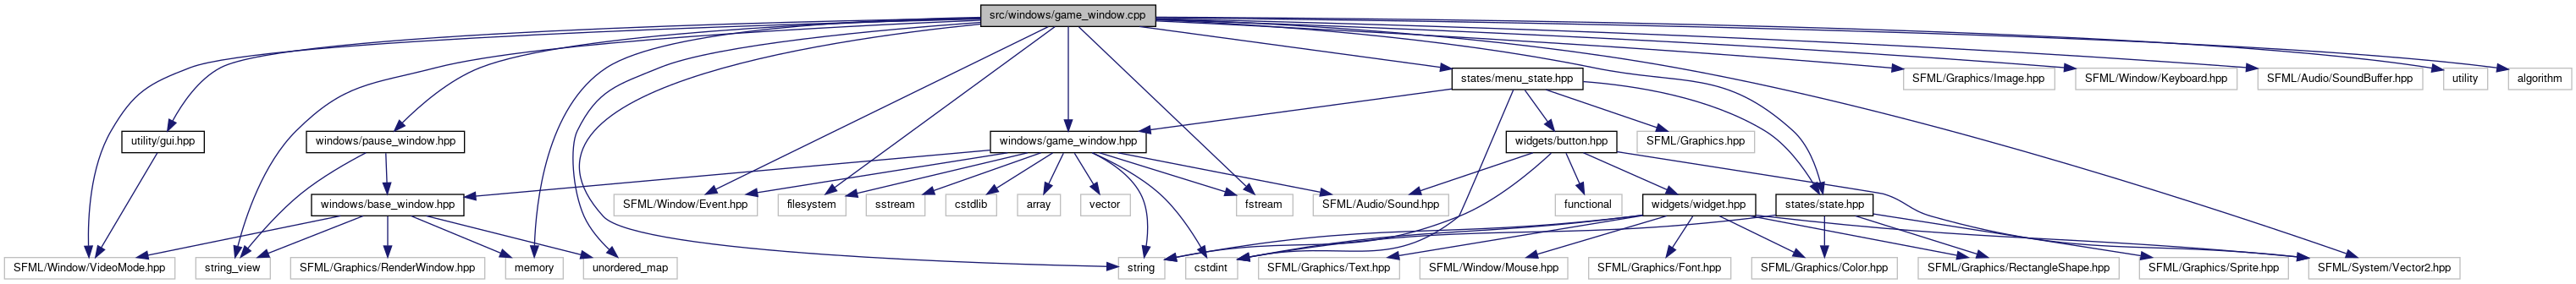 src/windows/game_window.cpp
states/menu_state.hpp
SFML/Graphics/Image.hpp
SFML/Window/Keyboard.hpp
SFML/Audio/SoundBuffer.hpp
utility
algorithm
utility/gui.hpp
windows/pause_window.hpp
windows/game_window.hpp
widgets/button.hpp
SFML/Graphics.hpp
windows/base_window.hpp
SFML/Window/Event.hpp
filesystem
sstream
cstdlib
array
vector
fstream
SFML/Audio/Sound.hpp
functional
widgets/widget.hpp
states/state.hpp
SFML/Window/VideoMode.hpp
string_view
SFML/Graphics/RenderWindow.hpp
memory
unordered_map
string
cstdint
SFML/Graphics/Text.hpp
SFML/Window/Mouse.hpp
SFML/Graphics/Font.hpp
SFML/Graphics/Color.hpp
SFML/Graphics/RectangleShape.hpp
SFML/Graphics/Sprite.hpp
SFML/System/Vector2.hpp